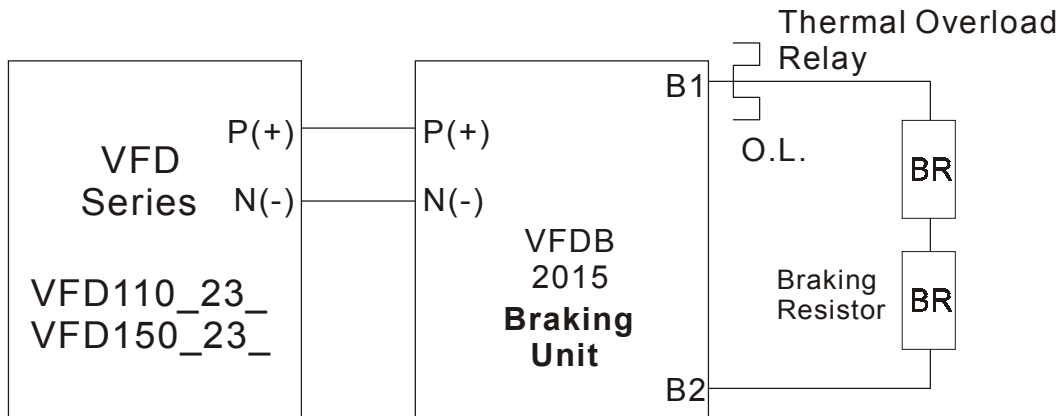 Thermal Overload
Relay
B1
O.L.
P(+)
P(+)
VFD
Series
N(-)
N(-)
BR
VFDB
2015
Braking
Unit
VFD110_23_
VFD150_23_
Braking
Resistor
BR
B2